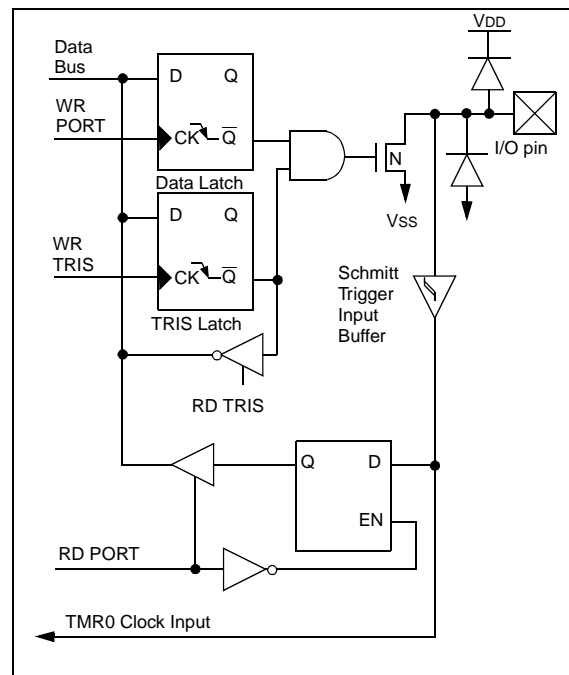 Data
Bus
VDD
D Q
WR
PORT
CK Q̅
N
I/O pin
Data Latch
VSS
D Q
WR
TRIS
CK Q̅
Schmitt
Trigger
Input
Buffer
TRIS Latch
RD TRIS
Q D
EN
RD PORT
TMR0 Clock Input